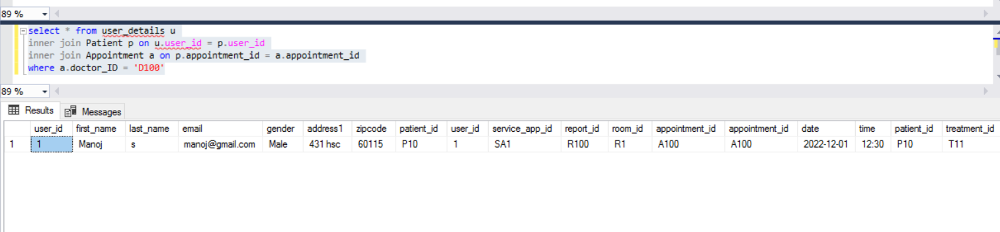 89 %
select * from user_details u
inner join Patient p on u.user_id = p.user_id
inner join Appointment a on p.appointment_id = a.appointment_id
where a.doctor_ID = 'D100'
89 %
Results Messages
user_id first_name last_name email gender address1 zipcode patient_id user_id service_app_id report_id room_id appointment_id appointment_id date time patient_id treatment_id
1 1 Manoj s manoj@gmail.com Male 431 hsc 60115 P10 1 SA1 R100 R1 A100 A100 2022-12-01 12:30 P10 T11